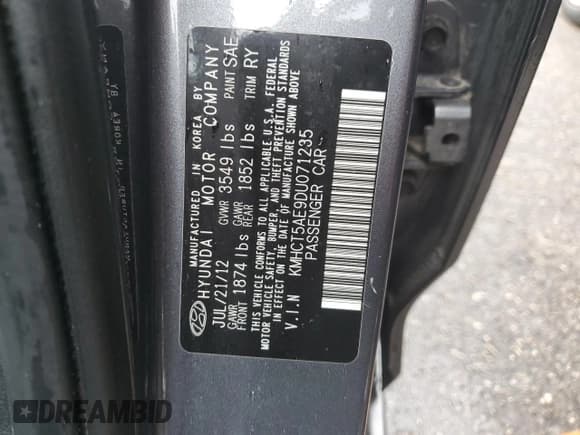 MANUFACTURED IN KOREA BY
HYUNDAI MOTOR COMPANY
JUL/21/12 GVWR 3549 lbs PAINT SAE
GAWR FRONT 1874 lbs GAWR REAR 1852 lbs TRIM RY
THIS VEHICLE CONFORMS TO ALL APPLICABLE U.S.A. FEDERAL
MOTOR VEHICLE SAFETY, BUMPER, AND THEFT PREVENTION STANDARDS
IN EFFECT ON THE DATE OF MANUFACTURE SHOWN ABOVE
V.I.N KMHCT5AE9DU071235
PASSENGER CAR
DREAMBID